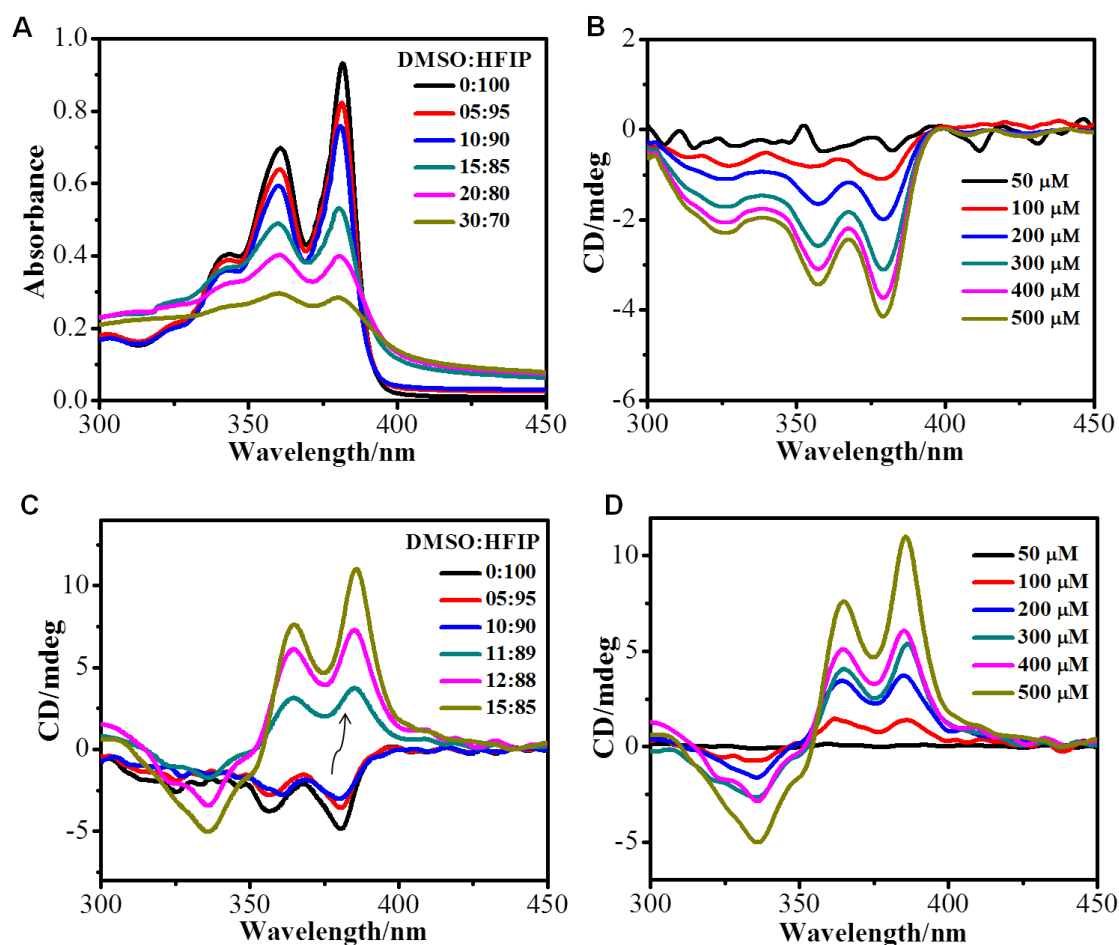 A
DMSO:HFIP
0:100
05:95
10:90
15:85
20:80
30:70
1.0
0.8
0.6
0.4
0.2
0.0
Absorbance
300 350 400 450
Wavelength/nm
B
2
0
-2
-4
-6
CD/mdeg
50 μM
100 μM
200 μM
300 μM
400 μM
500 μM
300 350 400 450
Wavelength/nm
C
DMSO:HFIP
0:100
05:95
10:90
11:89
12:88
15:85
10
5
0
-5
CD/mdeg
300 350 400 450
Wavelength/nm
D
50 μM
100 μM
200 μM
300 μM
400 μM
500 μM
10
5
0
-5
CD/mdeg
300 350 400 450
Wavelength/nm